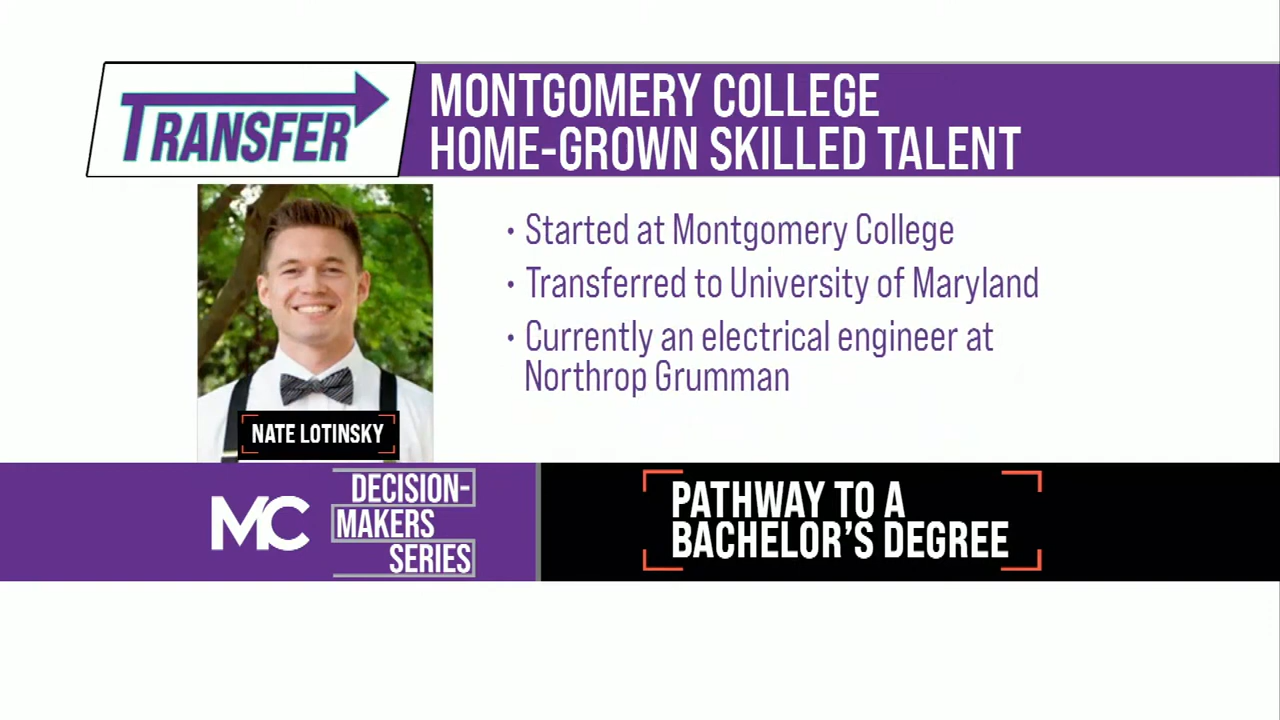 TRANSFER
MONTGOMERY COLLEGE
HOME-GROWN SKILLED TALENT
• Started at Montgomery College
• Transferred to University of Maryland
• Currently an electrical engineer at
Northrop Grumman
NATE LOTINSKY
MC
DECISION-
MAKERS
SERIES
PATHWAY TO A
BACHELOR'S DEGREE